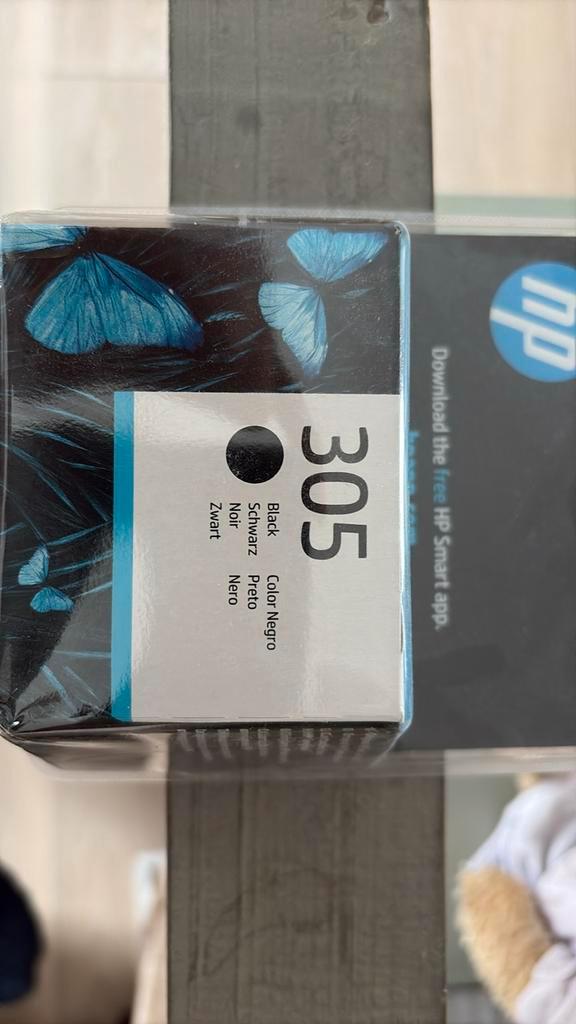 hp
Download the free HP Smart app.
305
Black Color Negro
Schwarz Preto
Noir Nero
Zwart